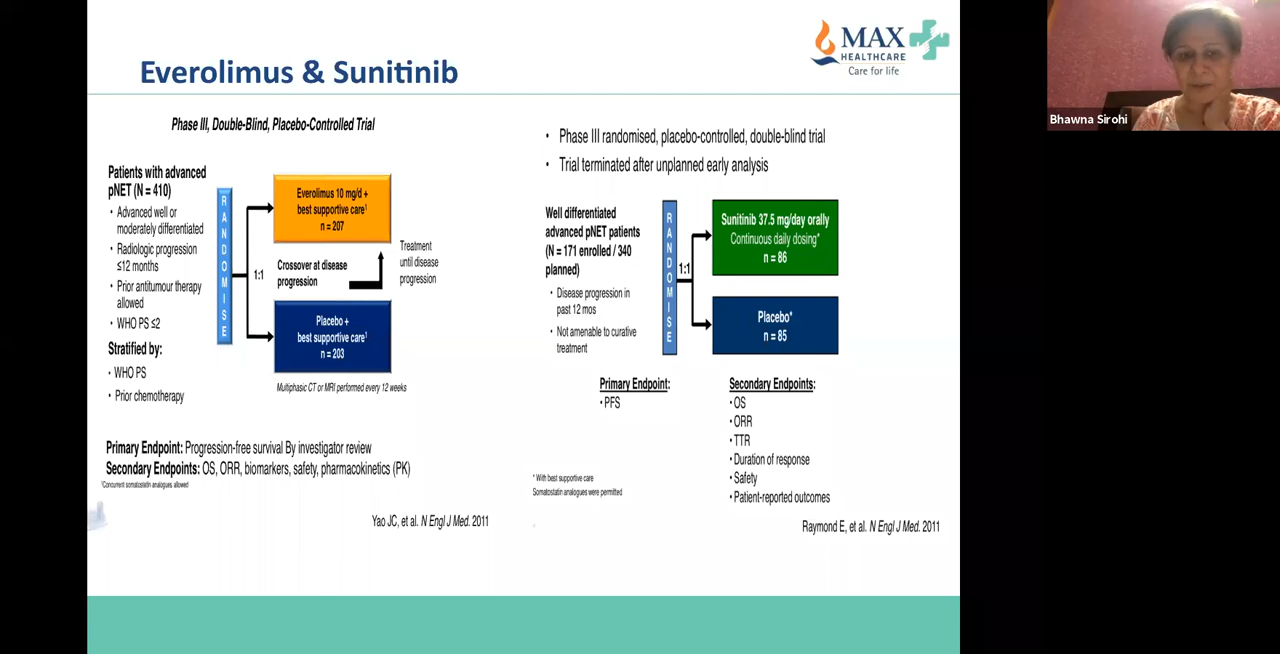 Everolimus & Sunitinib
MAX
HEALTHCARE
Care for life
Bhawna Sirohi
Phase III, Double-Blind, Placebo-Controlled Trial
Patients with advanced
pNET (N = 410)
• Advanced well or
moderately differentiated
• Radiologic progression
≤12 months
• Prior antitumour therapy
allowed
• WHO PS ≤2
Stratified by:
• WHO PS
• Prior chemotherapy
RANDOMISE
1:1
Everolimus 10 mg/d +
best supportive care¹
n = 207
Crossover at disease
progression
Treatment
until disease
progression
Placebo +
best supportive care¹
n = 203
Multiphasic CT or MRI performed every 12 weeks
Primary Endpoint: Progression-free survival By investigator review
Secondary Endpoints: OS, ORR, biomarkers, safety, pharmacokinetics (PK)
¹Concurrent somatostatin analogues allowed
Yao JC, et al. N Engl J Med. 2011
• Phase III randomised, placebo-controlled, double-blind trial
• Trial terminated after unplanned early analysis
Well differentiated
advanced pNET patients
(N = 171 enrolled / 340
planned)
• Disease progression in
past 12 mos
• Not amenable to curative
treatment
RANDOMISE
1:1
Sunitinib 37.5 mg/day orally
Continuous daily dosing*
n = 86
Placebo*
n = 85
Primary Endpoint:
• PFS
Secondary Endpoints:
• OS
• ORR
• TTR
• Duration of response
• Safety
• Patient-reported outcomes
* With best supportive care
Somatostatin analogues were permitted
Raymond E, et al. N Engl J Med. 2011